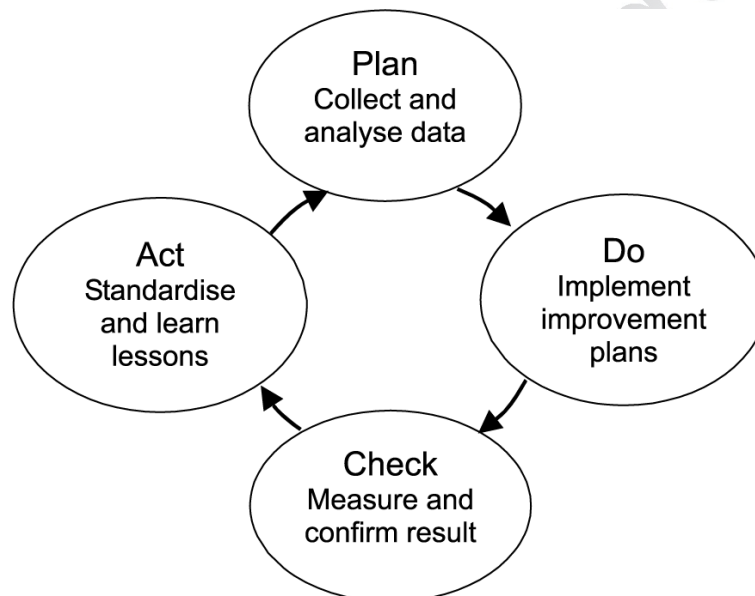 Plan
Collect and
analyse data
Do
Implement
improvement
plans
Check
Measure and
confirm result
Act
Standardise
and learn
lessons